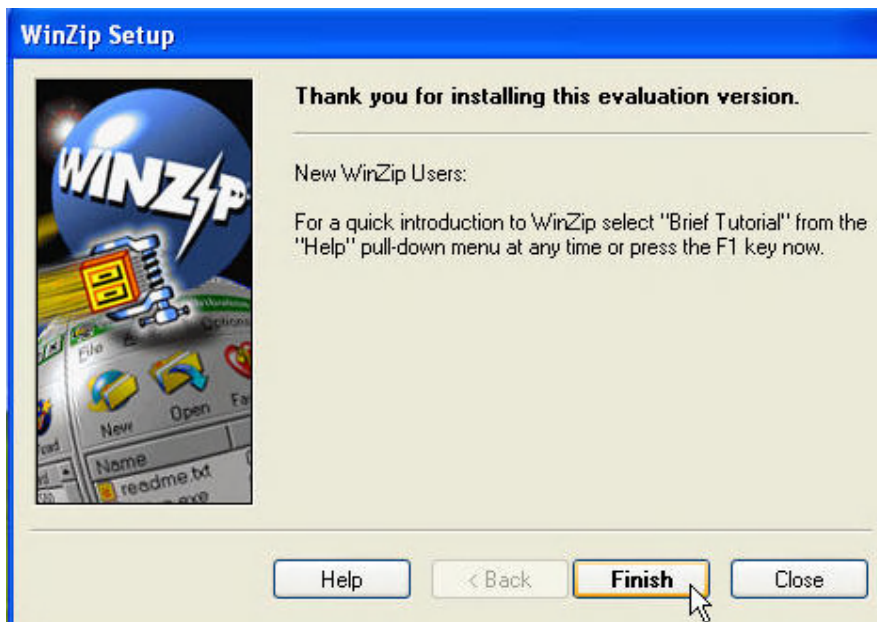 WinZip Setup
Thank you for installing this evaluation version.
WINZIP
New WinZip Users:
For a quick introduction to WinZip select "Brief Tutorial" from the
"Help" pull-down menu at any time or press the F1 key now.
File
Options
New
Open
Name
readme.txt
Help
< Back
Finish
Close